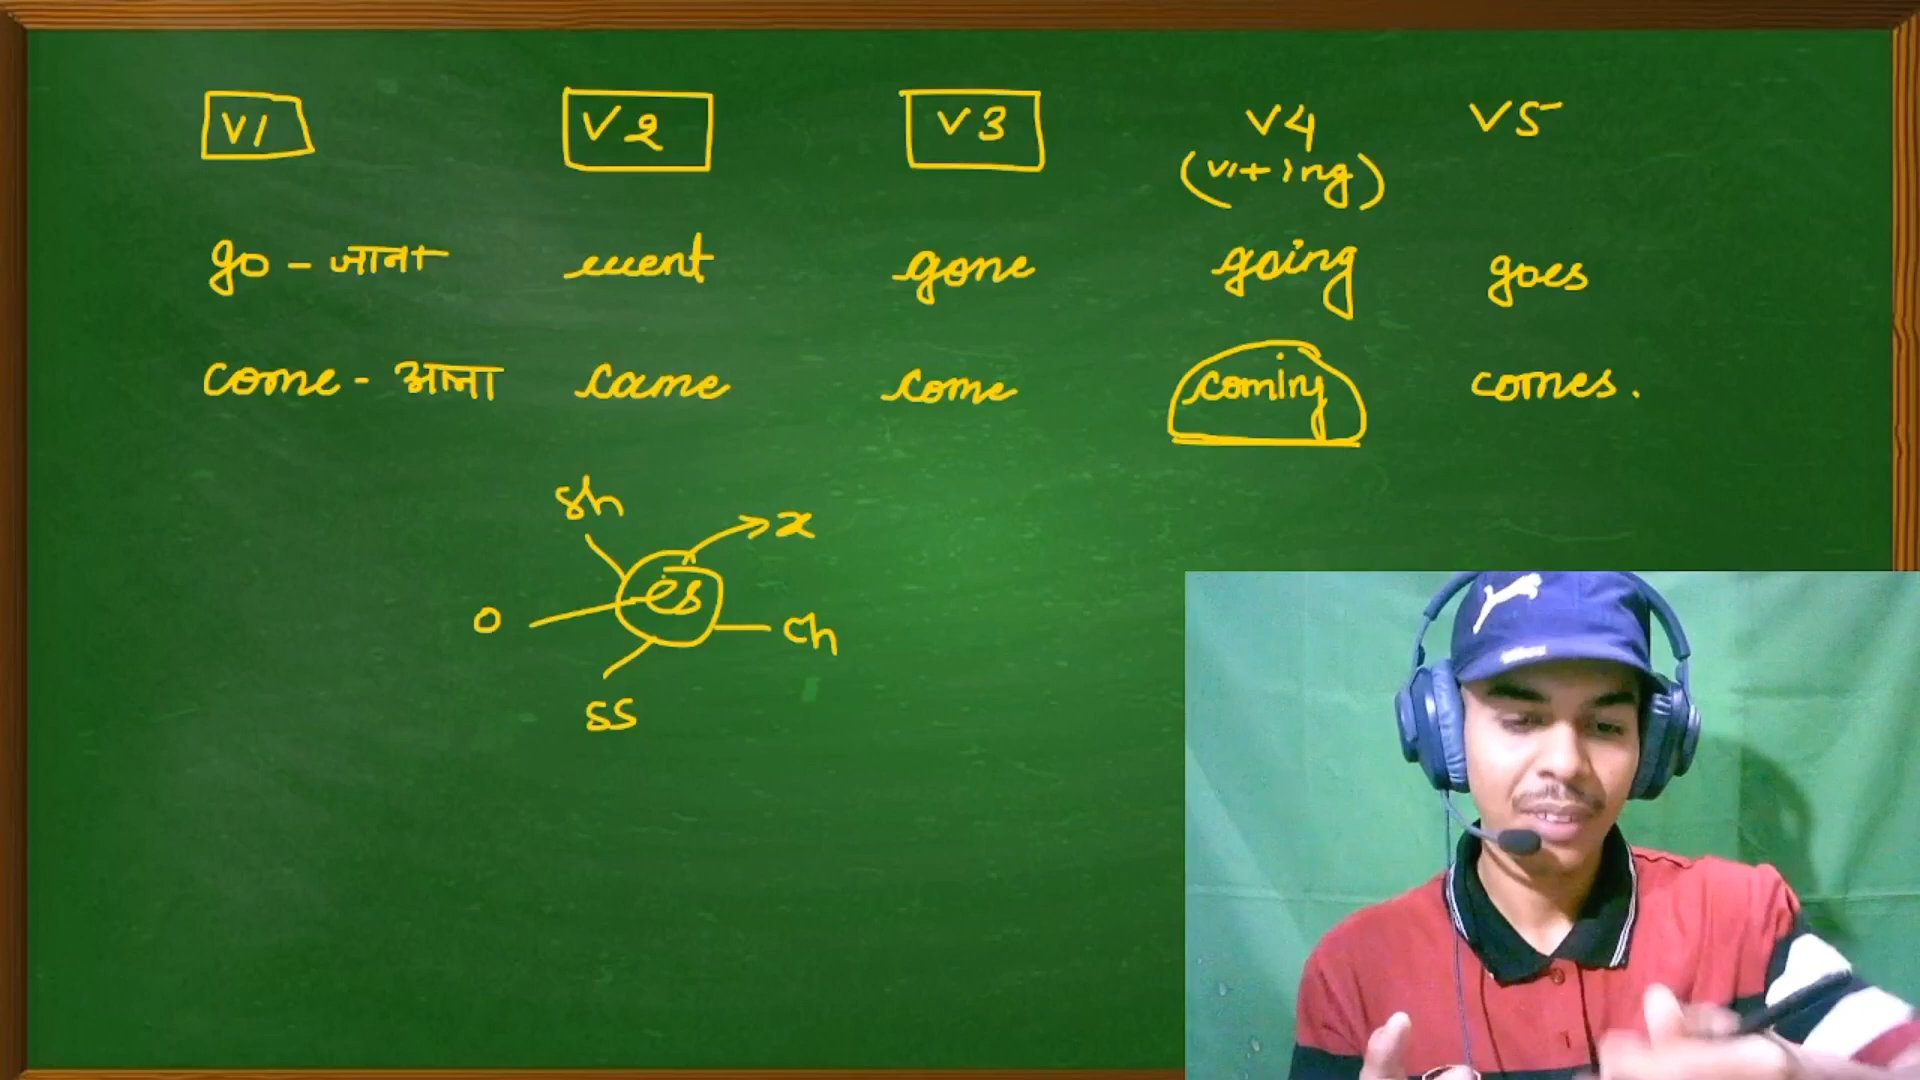 V1 V2 V3 V4 V5
(V1+ing)
go - जाना went gone going goes
come - आना came come coming comes.
sh
x
es
o
ch
ss